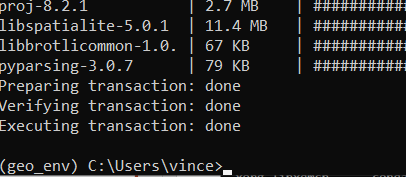 proj-8.2.1 | 2.7 MB | ###########
libspatialite-5.0.1 | 11.4 MB | ###########
libbrotlicommon-1.0. | 67 KB | ###########
pyparsing-3.0.7 | 79 KB | ###########
Preparing transaction: done
Verifying transaction: done
Executing transaction: done
(geo_env) C:\Users\vince>